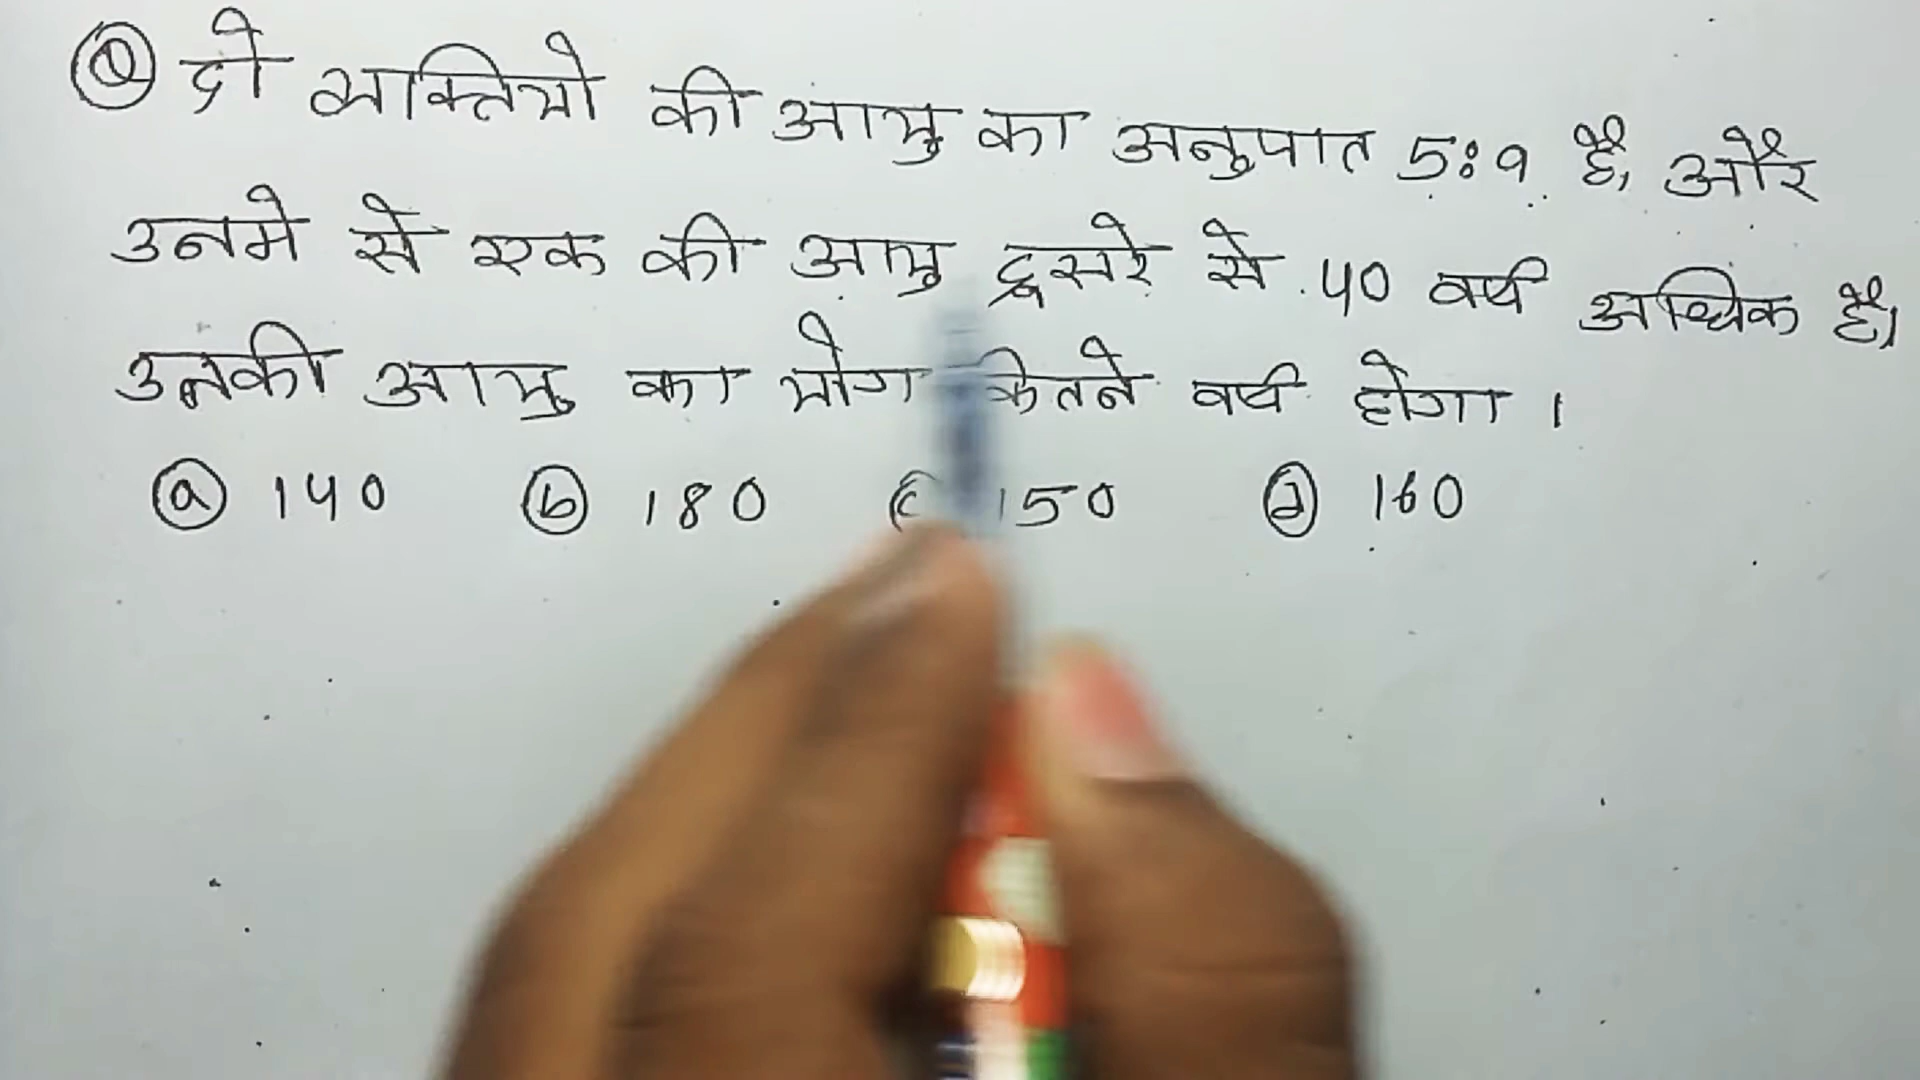 Q दो व्यक्तियो की आयु का अनुपात 5:9 है, और
उनमे से एक की आयु दूसरे से 40 वर्ष अधिक है,
उनकी आयु का योग कितने वर्ष होगा ।
a 140 b 180 c 150 d 160